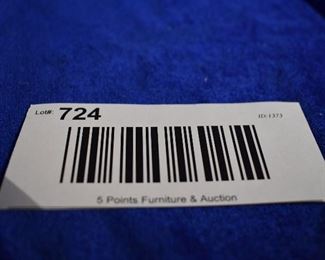 Lot#: 724 ID:1373
5 Points Furniture & Auction